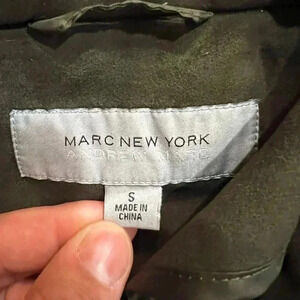 MARC NEW YORK
ANDREW MARC
S
MADE IN
CHINA